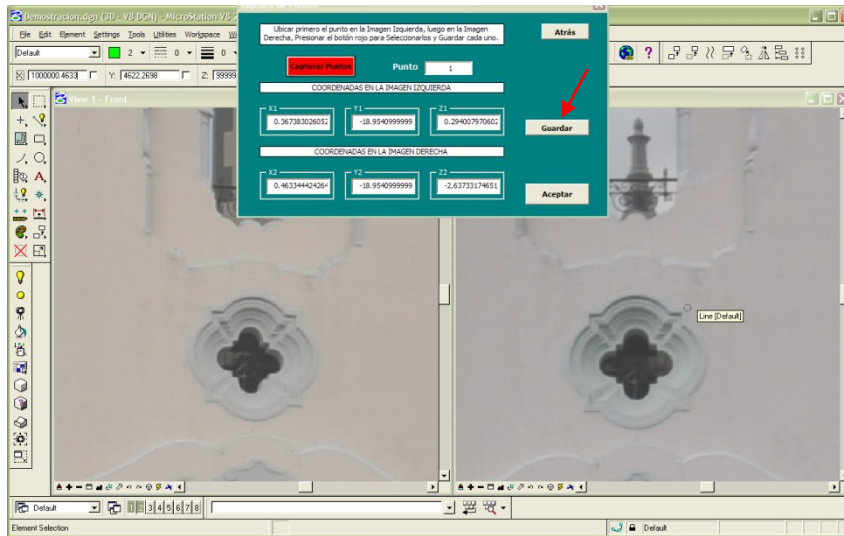 Demostracion.dgn (3D - V8 DGN) - MicroStation V8 2
File Edit Element Settings Tools Utilities Workspace
Ubicar primero el punto en la Imagen Izquierda, luego en la Imagen
Derecha, Presionar el botón rojo para Seleccionarlos y Guardar cada uno.
Atrás
Default
2
0
0
Capturar Puntos
Punto
1
X
1000000.4633
Y:
4622.2698
Z:
99999
COORDENADAS EN LA IMAGEN IZQUIERDA
View 1 - Front
X1
Y1
Z1
0.367383026052
-18.9540999999
0.294007970602
Guardar
COORDENADAS EN LA IMAGEN DERECHA
X2
Y2
Z2
0.463344424264
-18.9540999999
-2.63733174651
Aceptar
Line [Default]
Default
3 4 5 6 7 8
Element Selection
Default